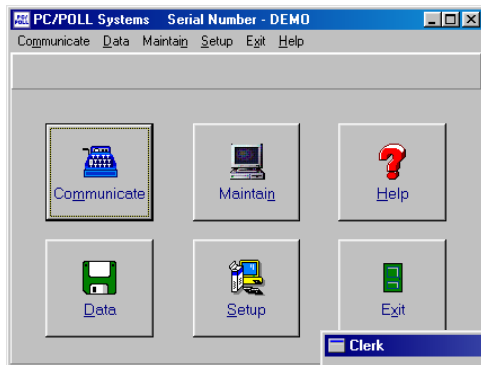 PC/POLL Systems Serial Number - DEMO
Communicate Data Maintain Setup Exit Help
Communicate Maintain Help
Data Setup Exit
Clerk